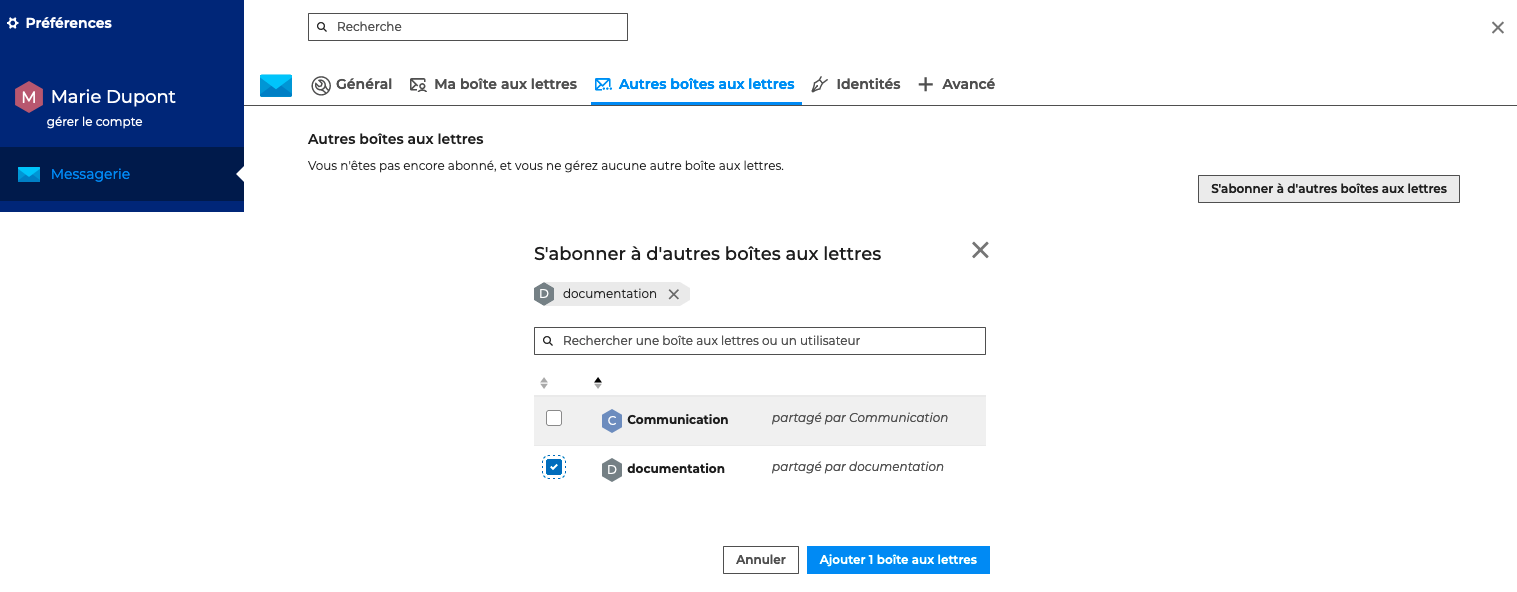 Préférences
Recherche
M Marie Dupont
gérer le compte
Messagerie
Général Ma boîte aux lettres Autres boîtes aux lettres Identités Avancé
Autres boîtes aux lettres
Vous n'êtes pas encore abonné, et vous ne gérez aucune autre boîte aux lettres.
S'abonner à d'autres boîtes aux lettres
S'abonner à d'autres boîtes aux lettres
D documentation
Rechercher une boîte aux lettres ou un utilisateur
C Communication partagé par Communication
D documentation partagé par documentation
Annuler Ajouter 1 boîte aux lettres